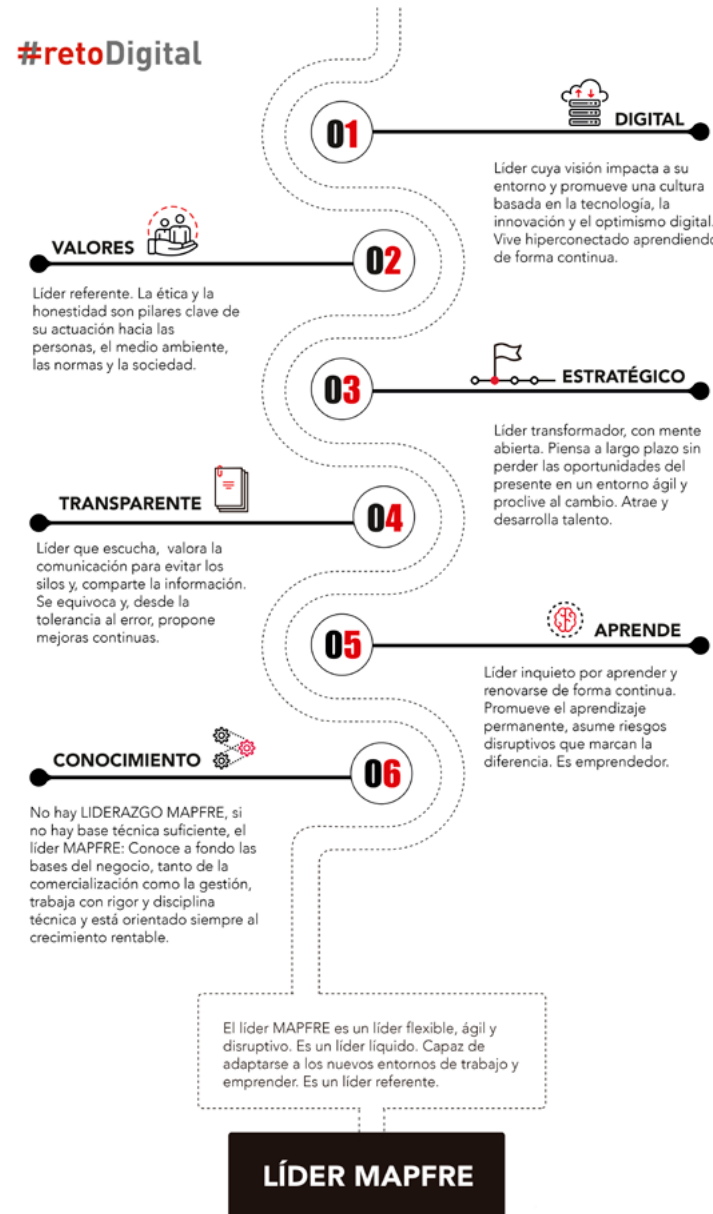 #retoDigital
01
DIGITAL
Líder cuya visión impacta a su
entorno y promueve una cultura
basada en la tecnología, la
innovación y el optimismo digital.
Vive hiperconectado aprendiendo
de forma continua.
VALORES
02
Líder referente. La ética y la
honestidad son pilares clave de
su actuación hacia las
personas, el medio ambiente,
las normas y la sociedad.
03
ESTRATÉGICO
Líder transformador, con mente
abierta. Piensa a largo plazo sin
perder las oportunidades del
presente en un entorno ágil y
proclive al cambio. Atrae y
desarrolla talento.
TRANSPARENTE
04
Líder que escucha, valora la
comunicación para evitar los
silos y, comparte la información.
Se equivoca y, desde la
tolerancia al error, propone
mejoras continuas.
05
APRENDE
Líder inquieto por aprender y
renovarse de forma continua.
Promueve el aprendizaje
permanente, asume riesgos
disruptivos que marcan la
diferencia. Es emprendedor.
CONOCIMIENTO
06
No hay LIDERAZGO MAPFRE, si
no hay base técnica suficiente, el
líder MAPFRE: Conoce a fondo las
bases del negocio, tanto de la
comercialización como la gestión,
trabaja con rigor y disciplina
técnica y está orientado siempre al
crecimiento rentable.
El líder MAPFRE es un líder flexible, ágil y
disruptivo. Es un líder líquido. Capaz de
adaptarse a los nuevos entornos de trabajo y
emprender. Es un líder referente.
LÍDER MAPFRE